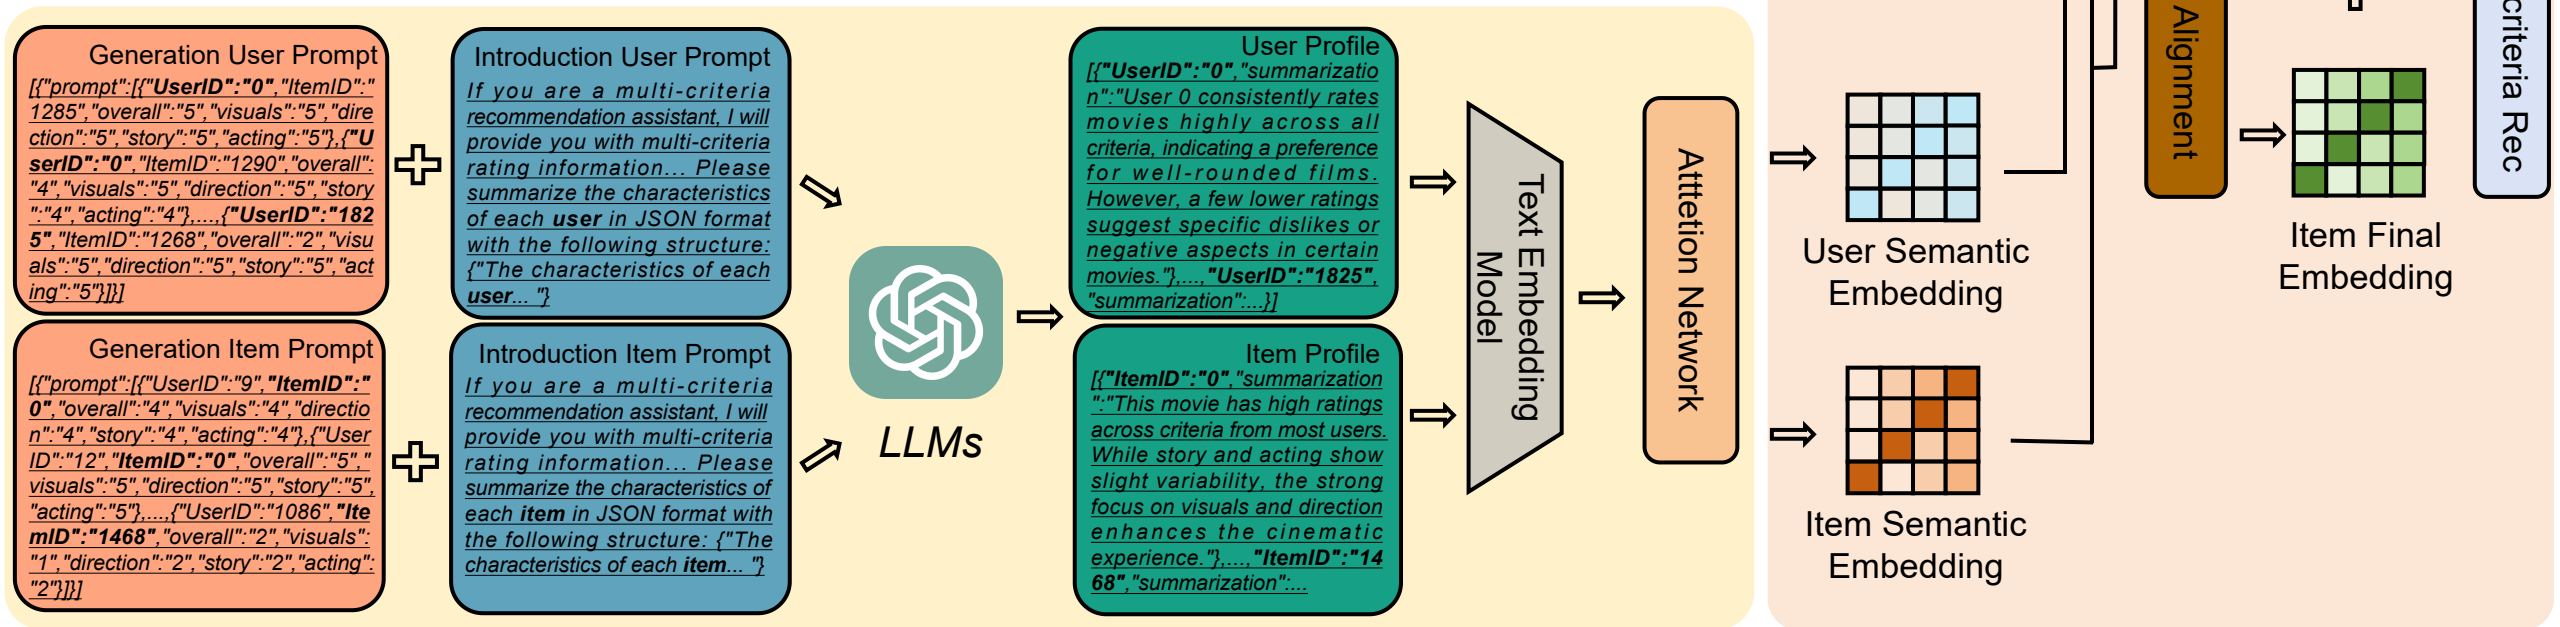 Generation User Prompt
[{"prompt":[{"UserID":"0","ItemID":"
1285","overall":"5","visuals":"5","dire
ction":"5","story":"5","acting":"5"},{"U
serID":"0","ItemID":"1290","overall":
"4","visuals":"5","direction":"5","story
":"4","acting":"4"},...,{"UserID":"182
5","ItemID":"1268","overall":"2","visu
als":"5","direction":"5","story":"5","act
ing":"5"}]}]
Generation Item Prompt
[{"prompt":[{"UserID":"9","ItemID":"
0","overall":"4","visuals":"4","directio
n":"4","story":"4","acting":"4"},{"User
ID":"12","ItemID":"0","overall":"5","
visuals":"5","direction":"5","story":"5",
"acting":"5"},...,{"UserID":"1086","Ite
mID":"1468","overall":"2","visuals":
"1","direction":"2","story":"2","acting":
"2"}]}]
Introduction User Prompt
If you are a multi-criteria
recommendation assistant, I will
provide you with multi-criteria
rating information... Please
summarize the characteristics
of each user in JSON format
with the following structure:
{"The characteristics of each
user... "}
Introduction Item Prompt
If you are a multi-criteria
recommendation assistant, I will
provide you with multi-criteria
rating information... Please
summarize the characteristics of
each item in JSON format with
the following structure: {"The
characteristics of each item... "}
LLMs
User Profile
[{"UserID":"0","summarizatio
n":"User 0 consistently rates
movies highly across all
criteria, indicating a preference
for well-rounded films.
However, a few lower ratings
suggest specific dislikes or
negative aspects in certain
movies."},..., "UserID":"1825",
"summarization":...}]
Item Profile
[{"ItemID":"0","summarization
":"This movie has high ratings
across criteria from most users.
While story and acting show
slight variability, the strong
focus on visuals and direction
enhances the cinematic
experience."},...,"ItemID":"14
68","summarization":...
Text Embedding
Model
Atttetion Network
User Semantic
Embedding
Item Semantic
Embedding
Alignment
Item Final
Embedding
criteria Rec